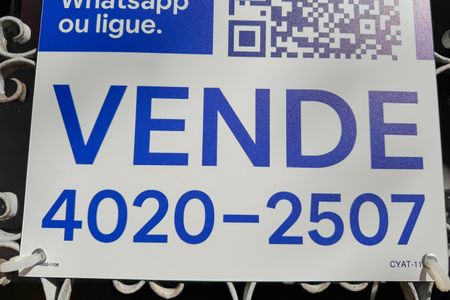 Whatsapp
ou ligue.
VENDE
4020-2507
CYAT-11